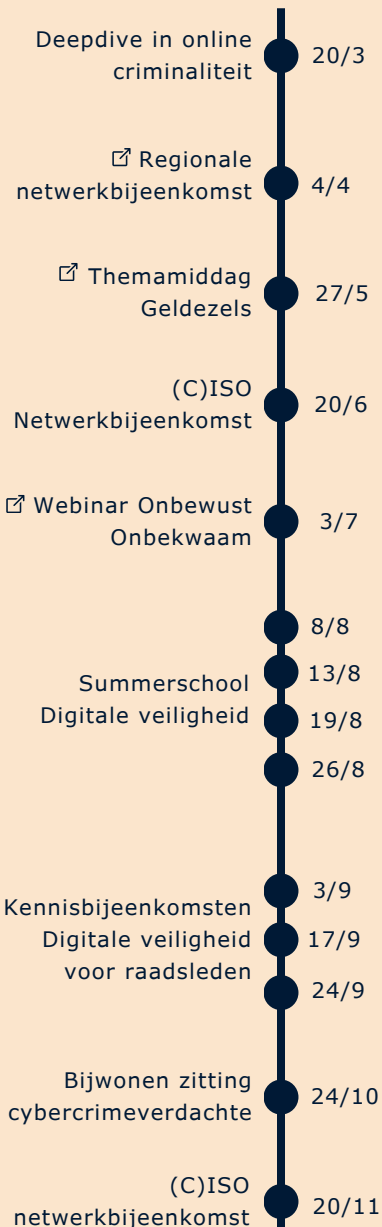 Deepdive in online
criminaliteit
20/3
Regionale
netwerkbijeenkomst
4/4
Themamiddag
Geldezels
27/5
(C)ISO
Netwerkbijeenkomst
20/6
Webinar Onbewust
Onbekwaam
3/7
8/8
13/8
Summerschool
Digitale veiligheid
19/8
26/8
3/9
Kennisbijeenkomsten
Digitale veiligheid
voor raadsleden
17/9
24/9
Bijwonen zitting
cybercrimeverdachte
24/10
(C)ISO
netwerkbijeenkomst
20/11